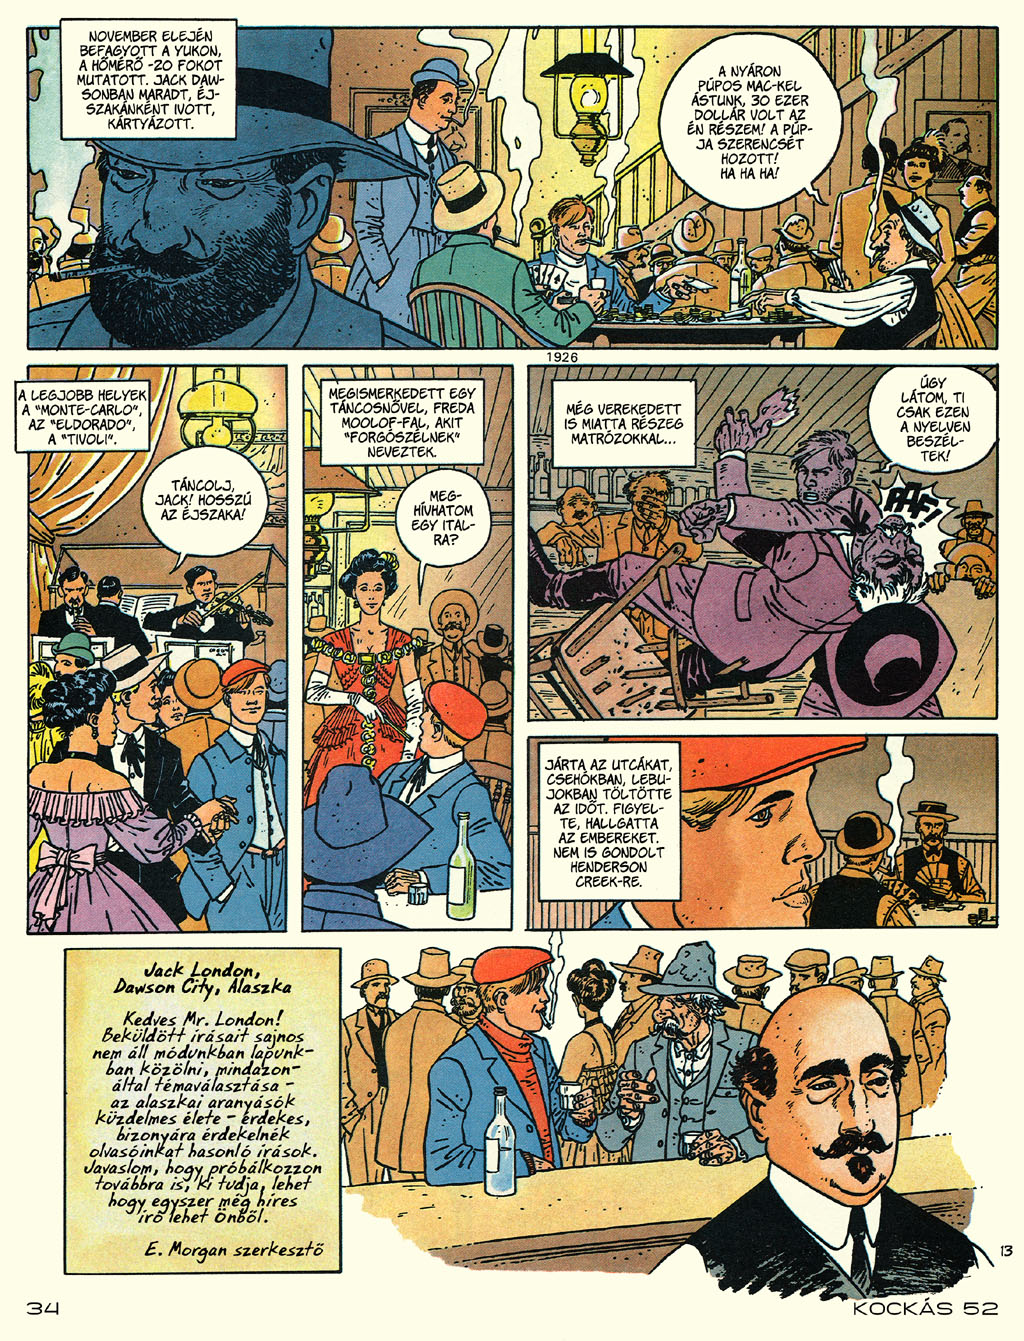 NOVEMBER ELEJÉN
BEFAGYOTT A YUKON,
A HŐMÉRŐ -20 FOKOT
MUTATOTT. JACK DAW-
SONBAN MARADT, ÉJ-
SZAKÁNKÉNT IVOTT,
KÁRTYÁZOTT.
A NYÁRON
PÚPOS MAC-KEL
ÁSTUNK, 30 EZER
DOLLÁR VOLT AZ
ÉN RÉSZEM! A PÚP-
JA SZERENCSÉT
HOZOTT!
HA HA HA!
1926
A LEGJOBB HELYEK
A "MONTE-CARLO",
AZ "ELDORADO",
A "TIVOLI".
TÁNCOLJ,
JACK! HOSSZÚ
AZ ÉJSZAKA!
MEGISMERKEDETT EGY
TÁNCOSNŐVEL, FREDA
MOOLOF-FAL, AKIT
"FORGÓSZÉLNEK"
NEVEZTEK.
MEG-
HÍVHATOM
EGY ITAL-
RA?
MÉG VEREKEDETT
IS MIATTA RÉSZEG
MATRÓZOKKAL...
ÚGY
LÁTOM, TI
CSAK EZEN
A NYELVEN
BESZÉL-
TEK!
PAF!
JÁRTA AZ UTCÁKAT,
CSEHÓKBAN, LEBU-
JOKBAN TÖLTÖTTE
AZ IDŐT. FIGYEL-
TE, HALLGATTA
AZ EMBEREKET.
NEM IS GONDOLT
HENDERSON
CREEK-RE.
Jack London,
Dawson City, Alaszka
Kedves Mr. London!
Beküldött írásait sajnos
nem áll módunkban lapunk-
ban közölni, mindazon-
által témaválasztása -
az alaszkai aranyásók
küzdelmes élete - érdekes,
bizonyára érdekelnék
olvasóinkat hasonló írások.
Javaslom, hogy próbálkozzon
továbbra is, ki tudja, lehet
hogy egyszer még híres
író lehet Önből.
E. Morgan szerkesztő
13
34
KOCKÁS 52